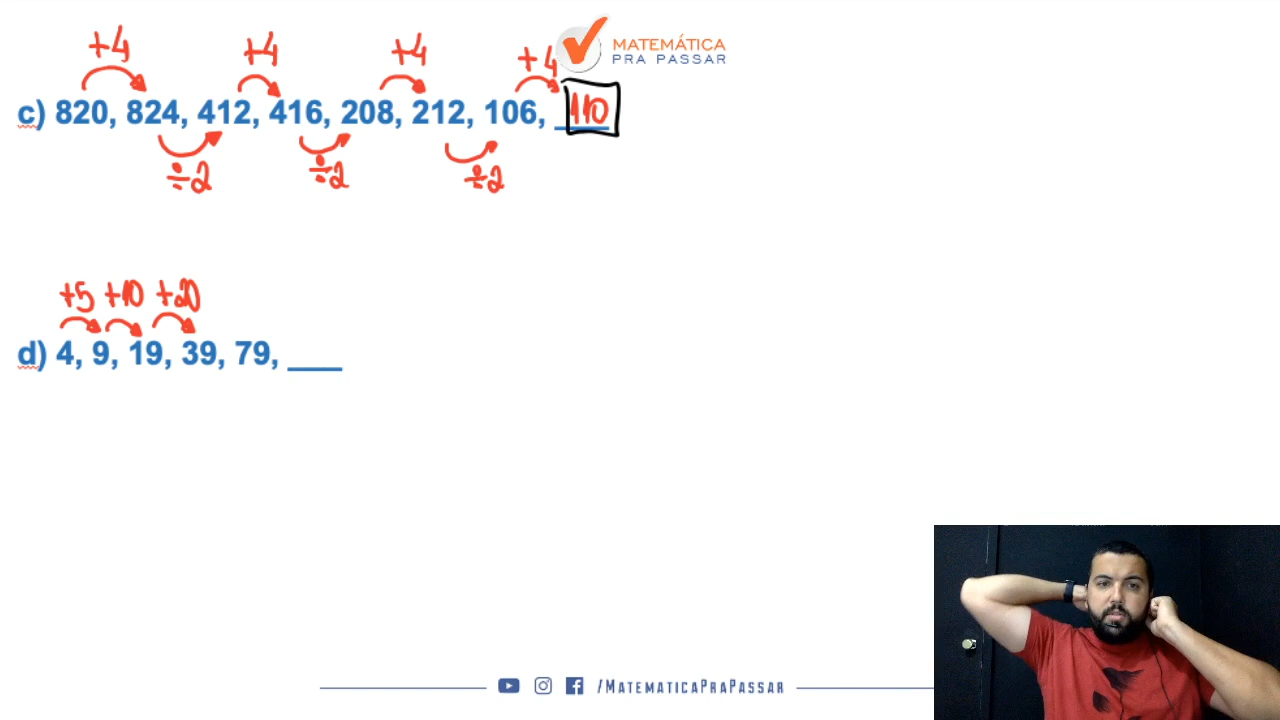 +4 +4 +4 +4
MATEMÁTICA
PRA PASSAR
c) 820, 824, 412, 416, 208, 212, 106, ___ 110
÷2 ÷2 ÷2
+5 +10 +20
d) 4, 9, 19, 39, 79, ___
/MATEMATICAPRAPASSAR